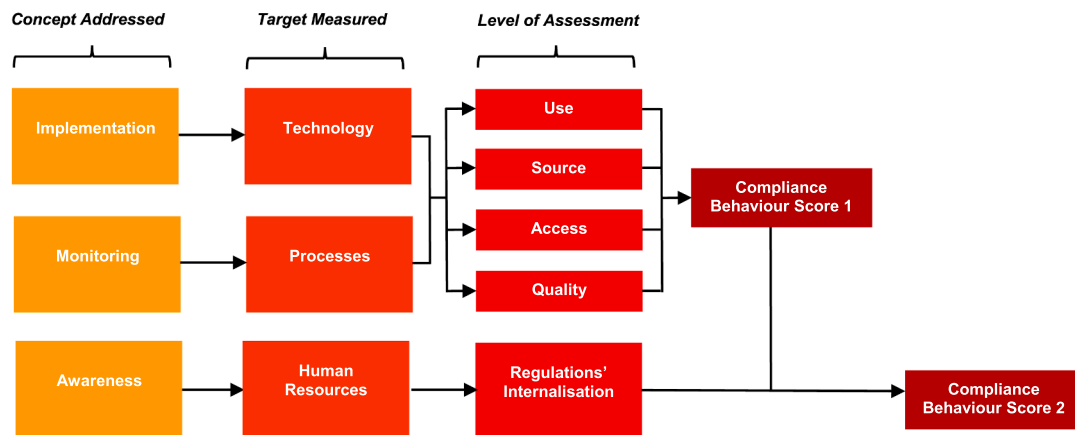 Concept Addressed
Target Measured
Level of Assessment
Implementation
Technology
Use
Source
Compliance
Behaviour Score 1
Access
Monitoring
Processes
Quality
Awareness
Human
Resources
Regulations’
Internalisation
Compliance
Behaviour Score 2